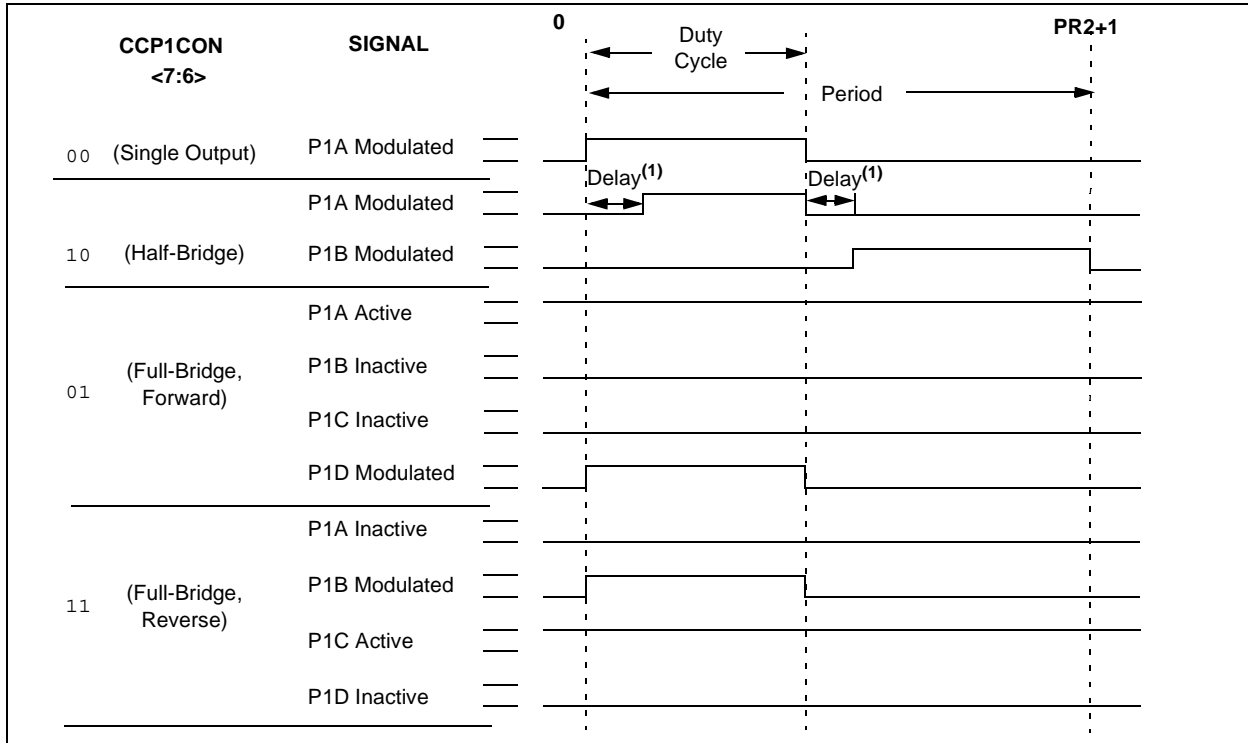 0
PR2+1
CCP1CON
<7:6>
SIGNAL
Duty
Cycle
Period
00 (Single Output) P1A Modulated
Delay(1) Delay(1)
P1A Modulated
10 (Half-Bridge) P1B Modulated
P1A Active
01 (Full-Bridge,
Forward)
P1B Inactive
P1C Inactive
P1D Modulated
P1A Inactive
11 (Full-Bridge,
Reverse)
P1B Modulated
P1C Active
P1D Inactive